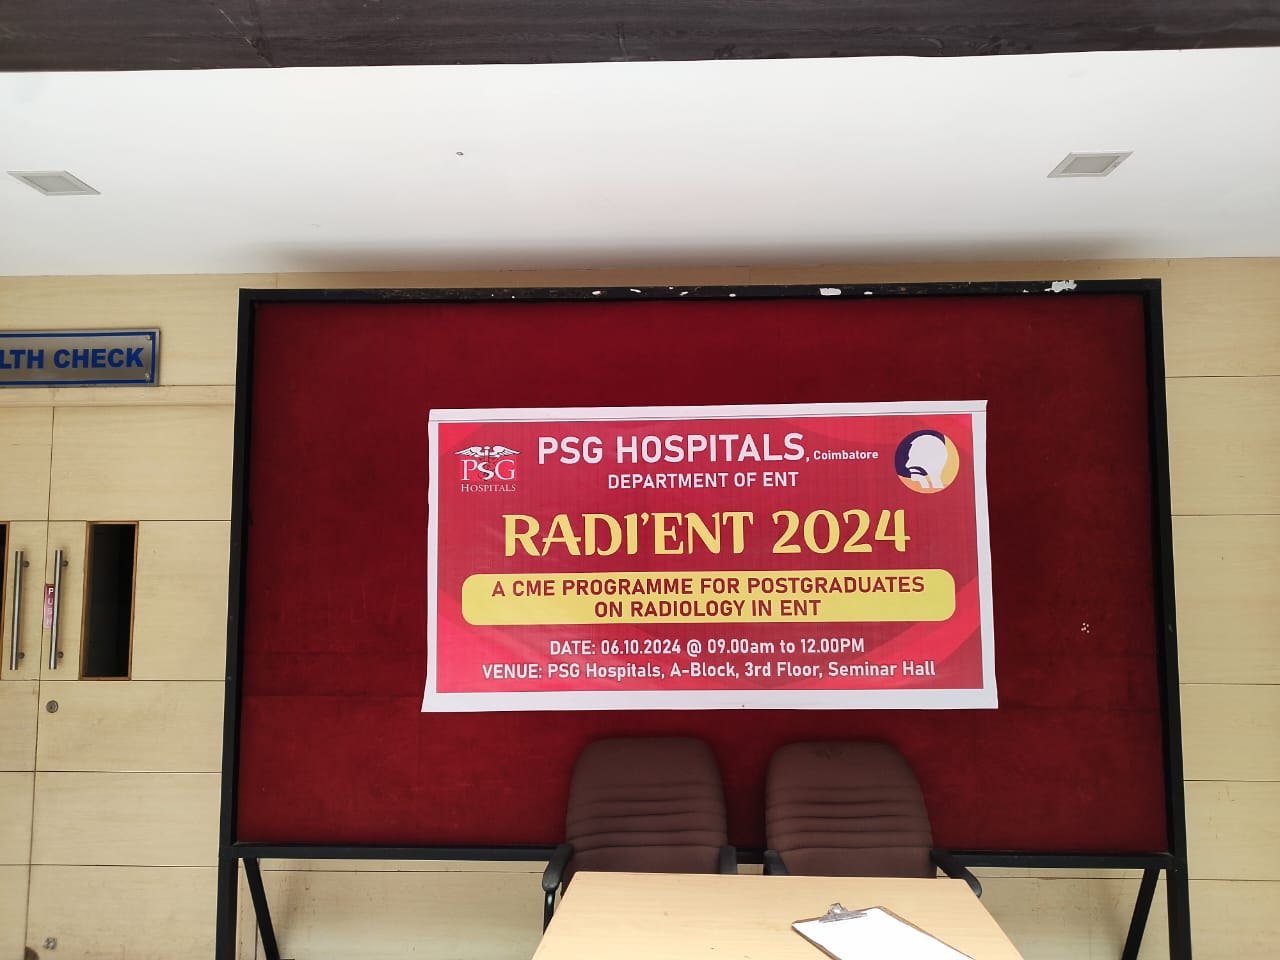 LTH CHECK
PUSH
PSG
HOSPITALS
PSG HOSPITALS, Coimbatore
DEPARTMENT OF ENT
RADI'ENT 2024
A CME PROGRAMME FOR POSTGRADUATES
ON RADIOLOGY IN ENT
DATE: 06.10.2024 @ 09.00am to 12.00PM
VENUE: PSG Hospitals, A-Block, 3rd Floor, Seminar Hall